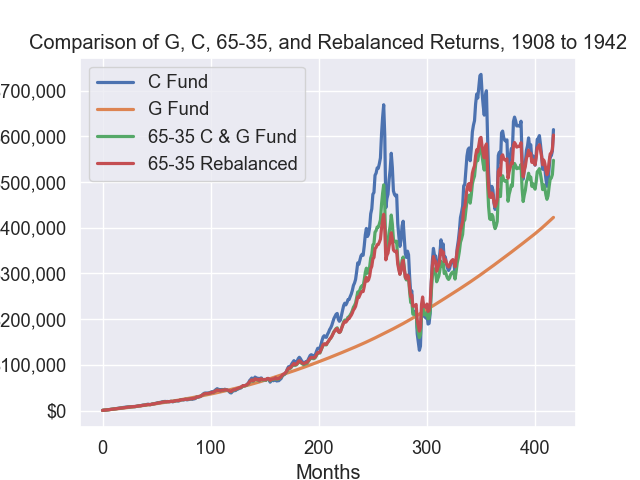 Comparison of G, C, 65-35, and Rebalanced Returns, 1908 to 1942
C Fund
G Fund
65-35 C & G Fund
65-35 Rebalanced
700,000
600,000
500,000
400,000
300,000
200,000
100,000
$0
0 100 200 300 400
Months